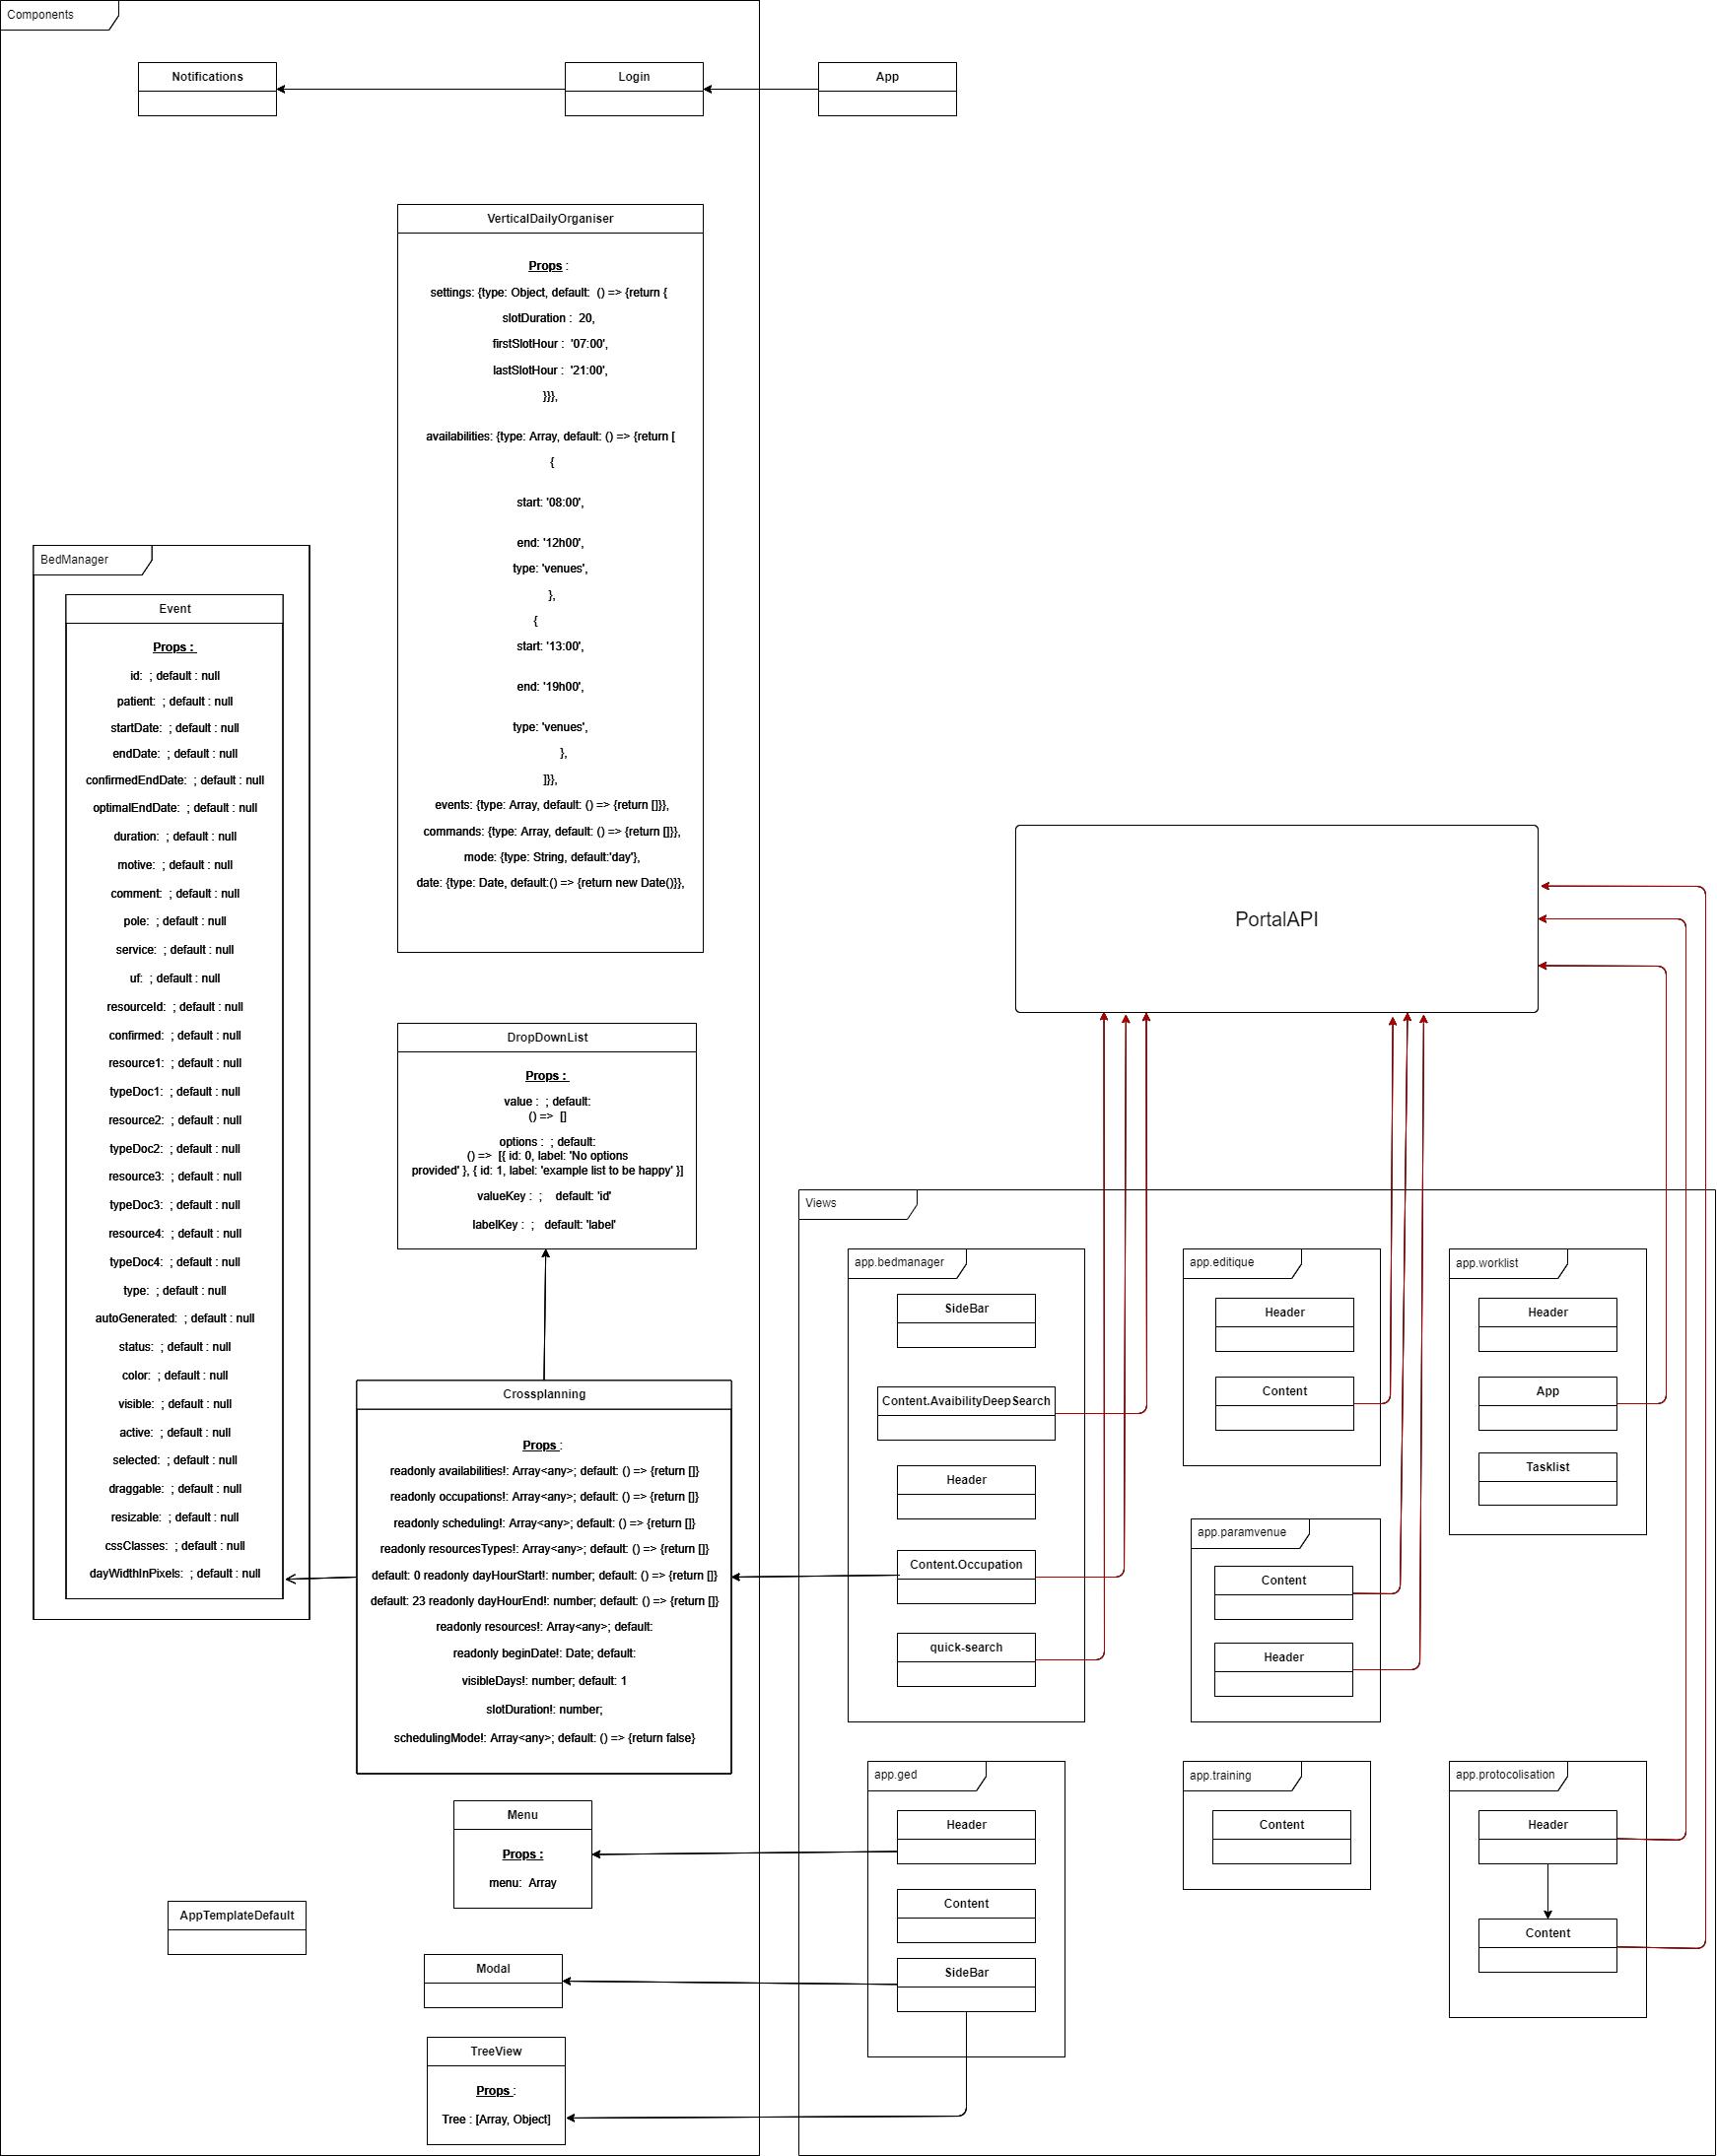 Components
Notifications
Login
App
VerticalDailyOrganiser
Props :
settings: {type: Object, default:  () => {return {
slotDuration :  20,
firstSlotHour :  '07:00',
lastSlotHour :  '21:00',
}}},
availabilities: {type: Array, default: () => {return [
{
start: '08:00',
end: '12h00',
type: 'venues',
},
{
start: '13:00',
end: '19h00',
type: 'venues',
},
]}},
events: {type: Array, default: () => {return []}},
commands: {type: Array, default: () => {return []}},
mode: {type: String, default:'day'},
date: {type: Date, default:() => {return new Date()}},
BedManager
Event
Props :
id:  ; default : null
patient:  ; default : null
startDate:  ; default : null
endDate:  ; default : null
confirmedEndDate:  ; default : null
optimalEndDate:  ; default : null
duration:  ; default : null
motive:  ; default : null
comment:  ; default : null
pole:  ; default : null
service:  ; default : null
uf:  ; default : null
resourceId:  ; default : null
confirmed:  ; default : null
resource1:  ; default : null
typeDoc1:  ; default : null
resource2:  ; default : null
typeDoc2:  ; default : null
resource3:  ; default : null
typeDoc3:  ; default : null
resource4:  ; default : null
typeDoc4:  ; default : null
type:  ; default : null
autoGenerated:  ; default : null
status:  ; default : null
color:  ; default : null
visible:  ; default : null
active:  ; default : null
selected:  ; default : null
draggable:  ; default : null
resizable:  ; default : null
cssClasses:  ; default : null
dayWidthInPixels:  ; default : null
DropDownList
Props :
value :  ; default:
() =>  []
options :  ; default:
() =>  [{ id: 0, label: 'No options
provided' }, { id: 1, label: 'example list to be happy' }]
valueKey :  ;    default: 'id'
labelKey :  ;   default: 'label'
Crossplanning
Props :
readonly availabilities!: Array<any>; default: () => {return []}
readonly occupations!: Array<any>; default: () => {return []}
readonly scheduling!: Array<any>; default: () => {return []}
readonly resourcesTypes!: Array<any>; default: () => {return []}
default: 0 readonly dayHourStart!: number; default: () => {return []}
default: 23 readonly dayHourEnd!: number; default: () => {return []}
readonly resources!: Array<any>; default:
readonly beginDate!: Date; default:
visibleDays!: number; default: 1
slotDuration!: number;
schedulingMode!: Array<any>; default: () => {return false}
Menu
Props :
menu:  Array
AppTemplateDefault
Modal
TreeView
Props :
Tree : [Array, Object]
PortalAPI
Views
app.bedmanager
SideBar
Content.AvaibilityDeepSearch
Header
Content.Occupation
quick-search
app.editique
Header
Content
app.worklist
Header
App
Tasklist
app.paramvenue
Content
Header
app.ged
Header
Content
SideBar
app.training
Content
app.protocolisation
Header
Content